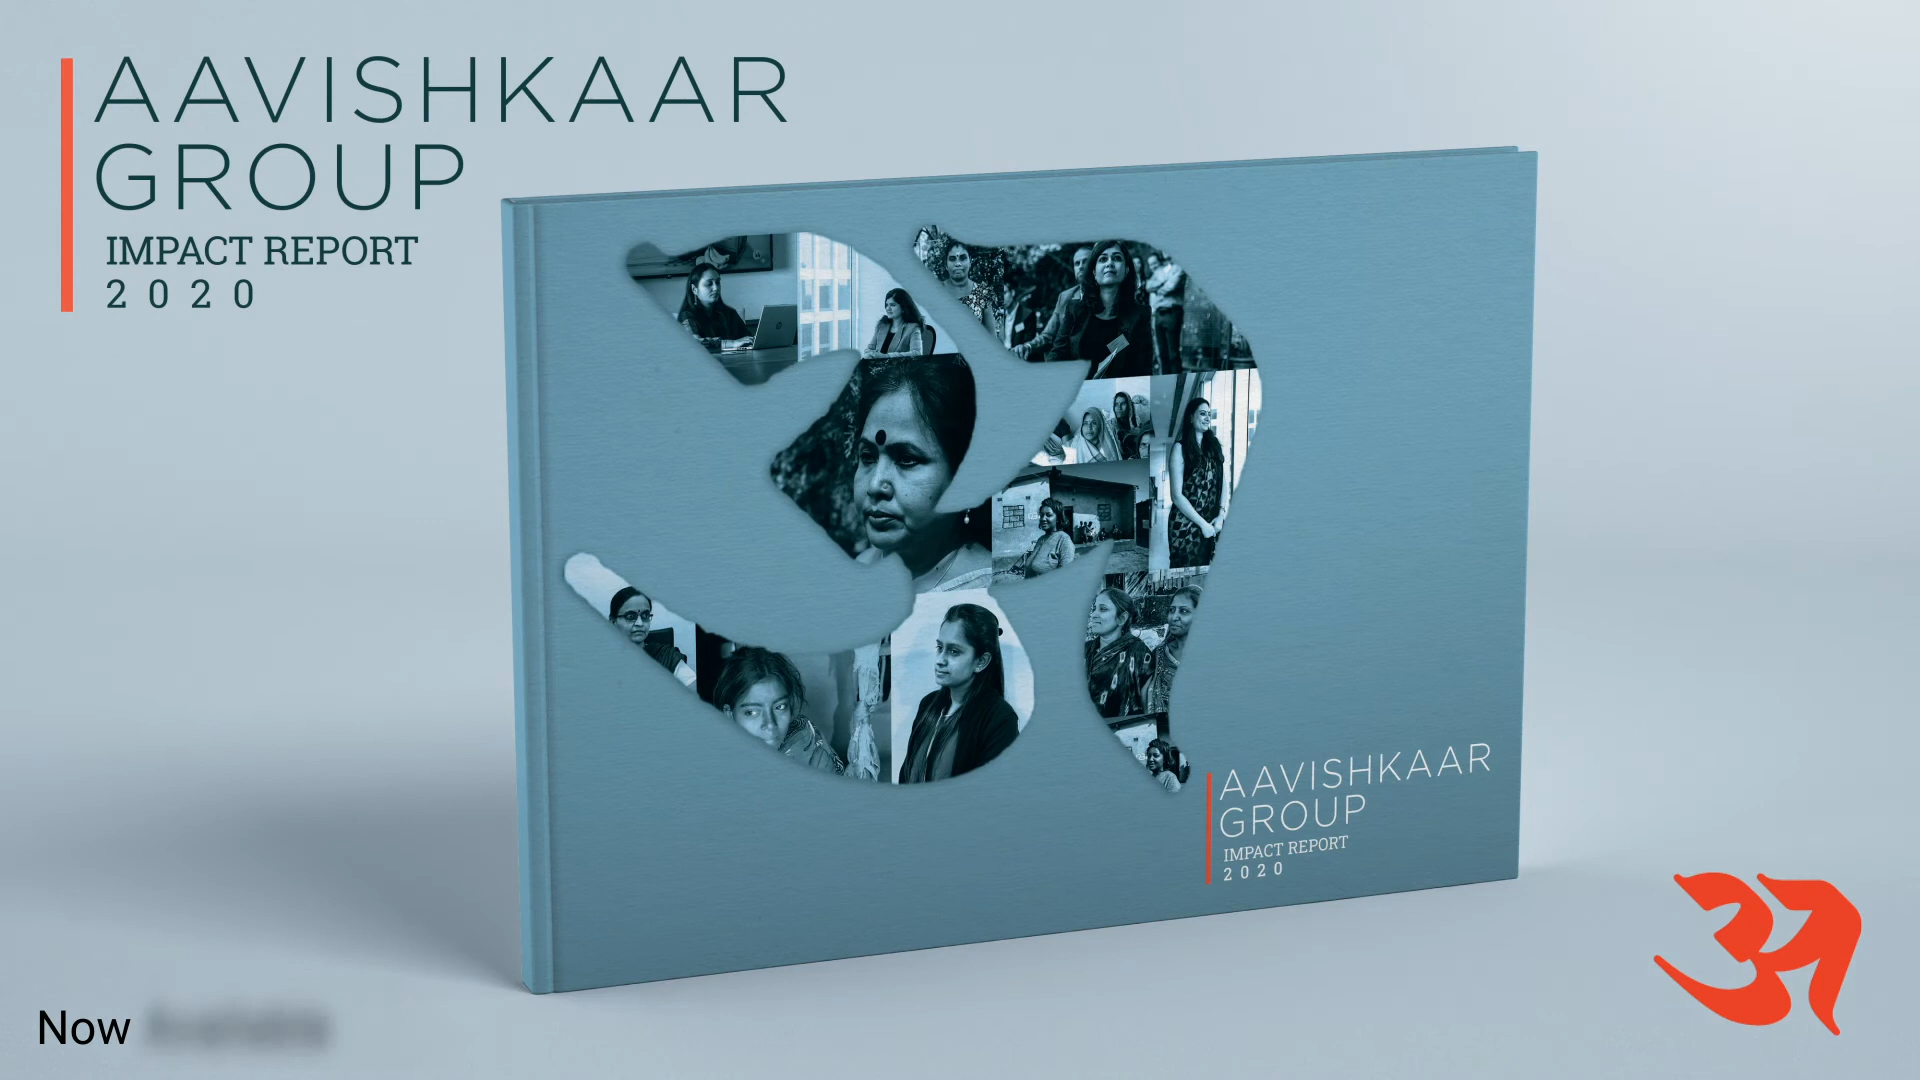 AAVISHKAAR
GROUP
IMPACT REPORT
2020
AAVISHKAAR
GROUP
IMPACT REPORT
2020
अ
Now